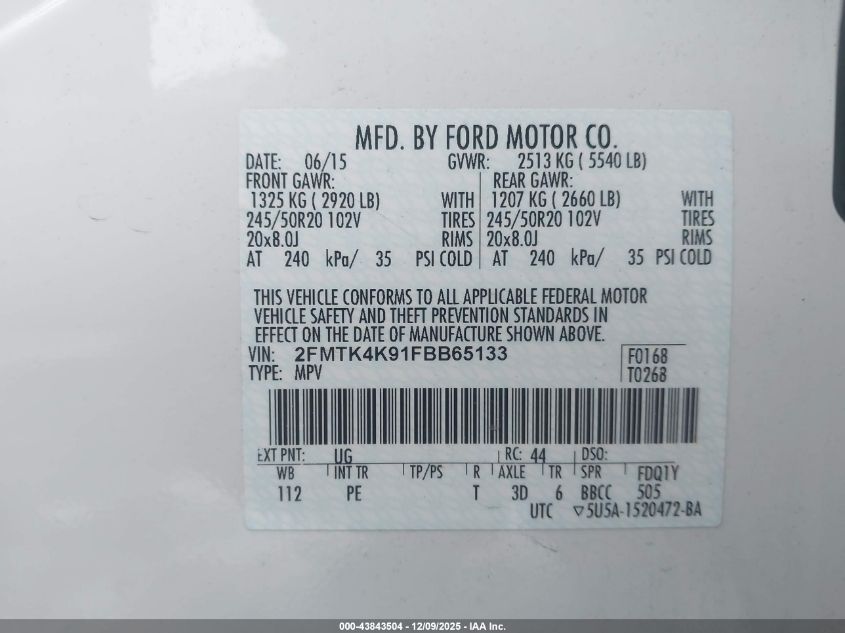 MFD. BY FORD MOTOR CO.
DATE: 06/15 GVWR: 2513 KG ( 5540 LB)
FRONT GAWR: REAR GAWR:
1325 KG ( 2920 LB) WITH 1207 KG ( 2660 LB) WITH
245/50R20 102V TIRES 245/50R20 102V TIRES
20x8.0J RIMS 20x8.0J RIMS
AT 240 kPa/ 35 PSI COLD AT 240 kPa/ 35 PSI COLD
THIS VEHICLE CONFORMS TO ALL APPLICABLE FEDERAL MOTOR
VEHICLE SAFETY AND THEFT PREVENTION STANDARDS IN
EFFECT ON THE DATE OF MANUFACTURE SHOWN ABOVE.
VIN: 2FMTK4K91FBB65133 F0168
TYPE: MPV T0268
EXT PNT: UG RC: 44 DSO:
WB INT TR TP/PS R AXLE TR SPR FDQ1Y
112 PE T 3D 6 BBCC 505
UTC ▽5U5A-1520472-BA
000-43843504 - 12/09/2025 - IAA Inc.